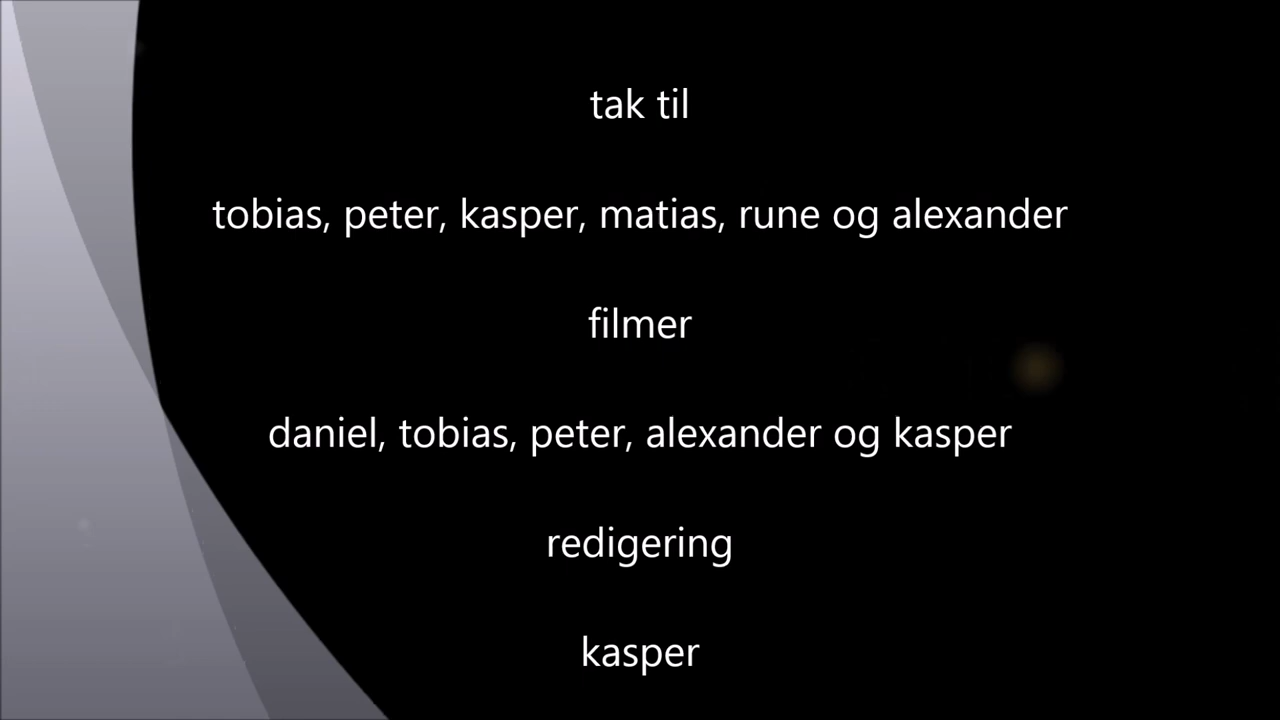 tak til
tobias, peter, kasper, matias, rune og alexander
filmer
daniel, tobias, peter, alexander og kasper
redigering
kasper